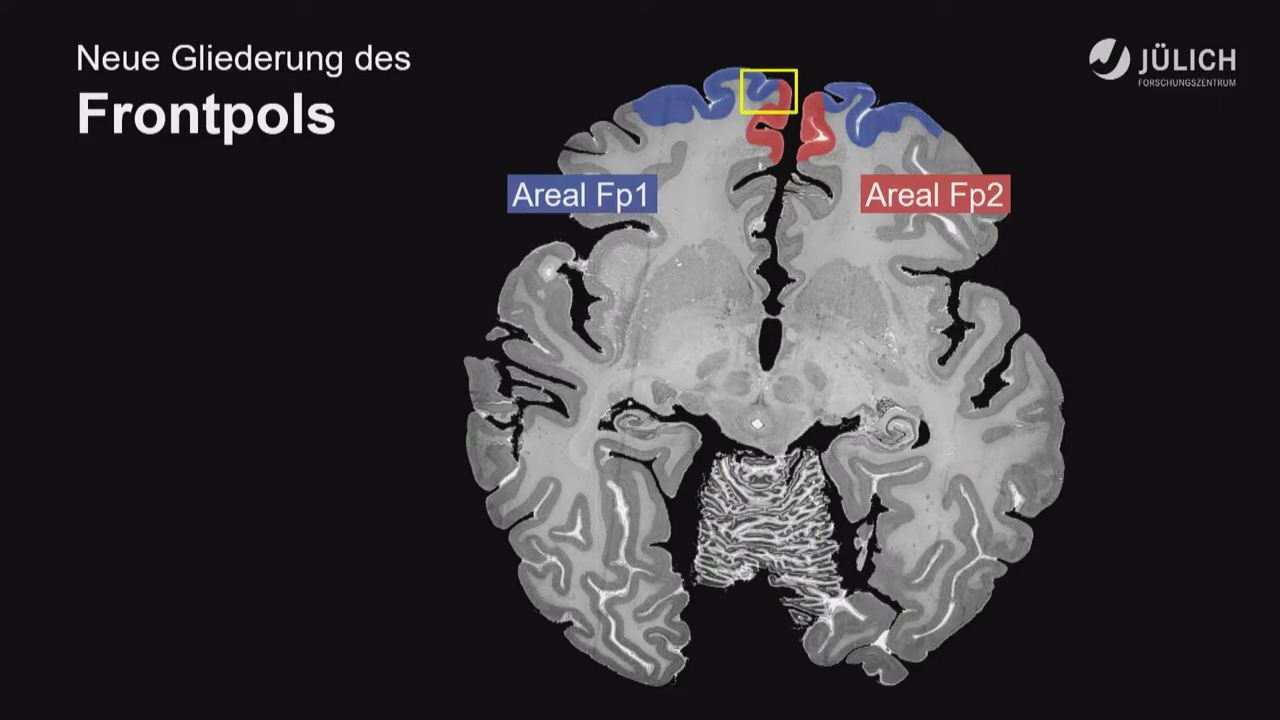 Neue Gliederung des
Frontpols
JÜLICH
FORSCHUNGSZENTRUM
Areal Fp1
Areal Fp2